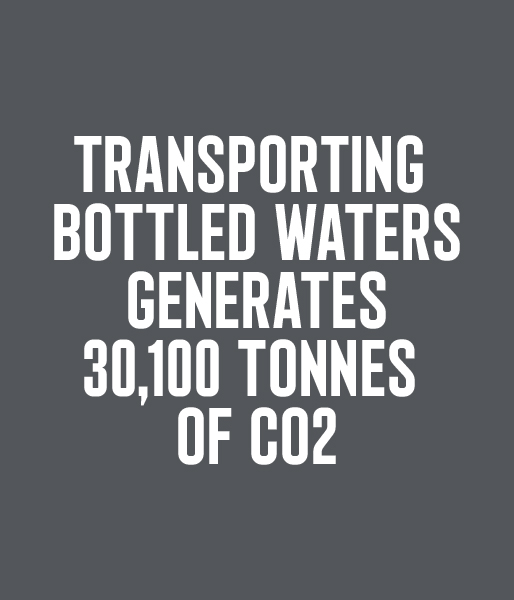 TRANSPORTING
BOTTLED WATERS
GENERATES
30,100 TONNES
OF CO2